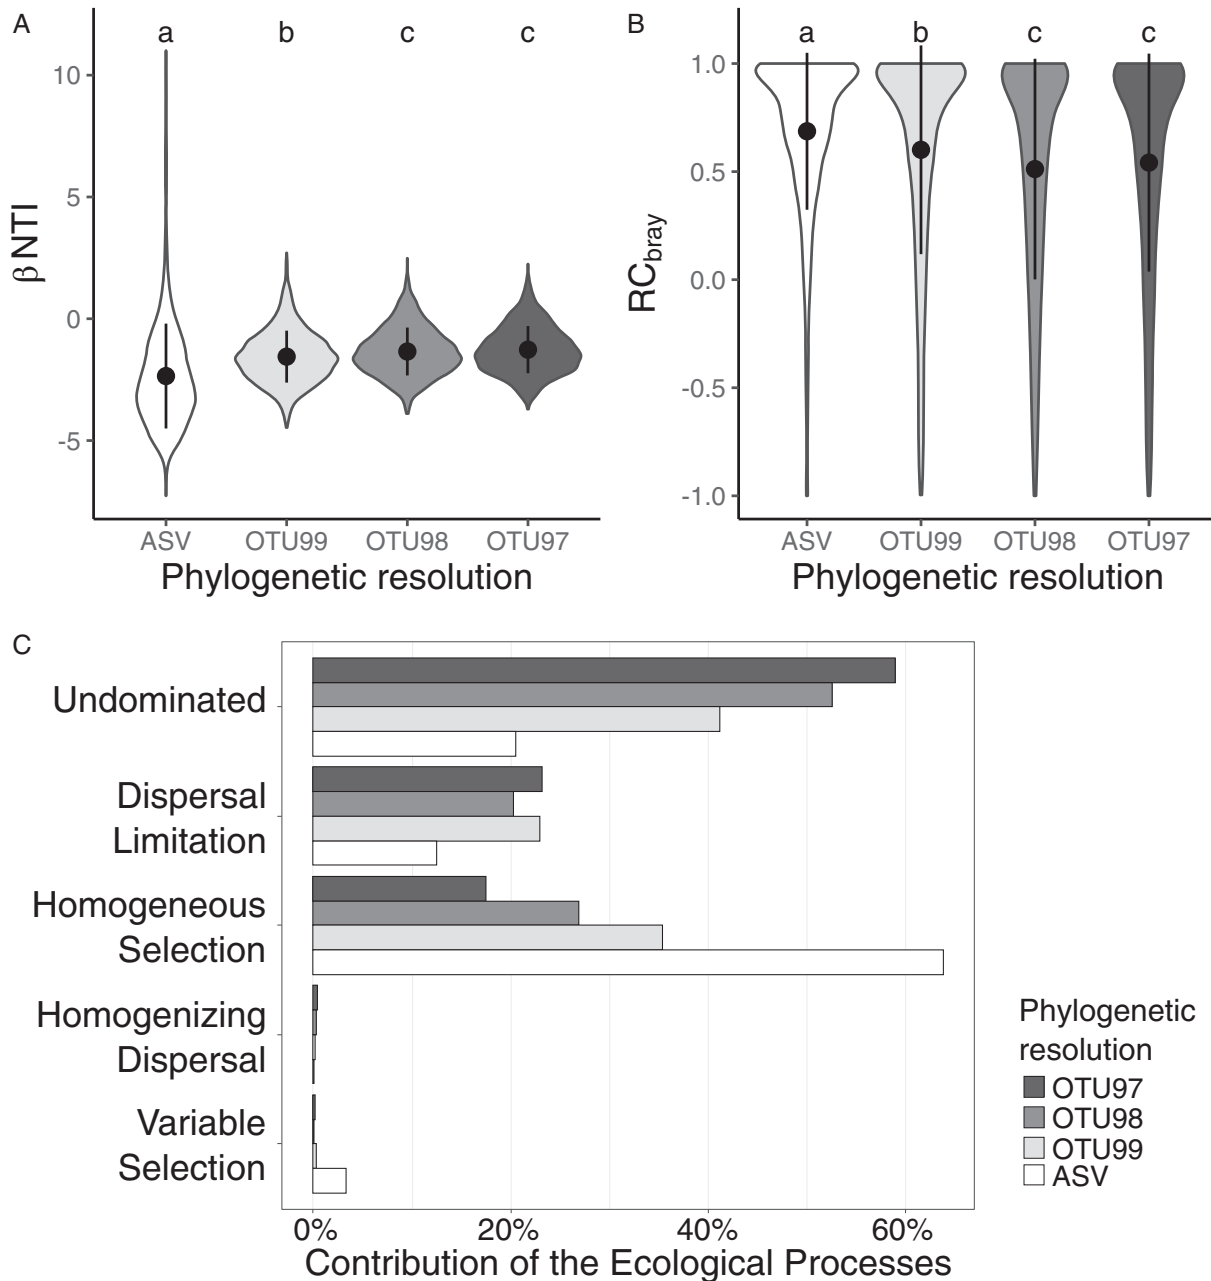 A
a b c c
10
5
0
-5
βNTI
ASV OTU99 OTU98 OTU97
Phylogenetic resolution
B
a b c c
1.0
0.5
0.0
-0.5
-1.0
RCbray
ASV OTU99 OTU98 OTU97
Phylogenetic resolution
C
Undominated
Dispersal
Limitation
Homogeneous
Selection
Homogenizing
Dispersal
Variable
Selection
0% 20% 40% 60%
Contribution of the Ecological Processes
Phylogenetic
resolution
OTU97
OTU98
OTU99
ASV